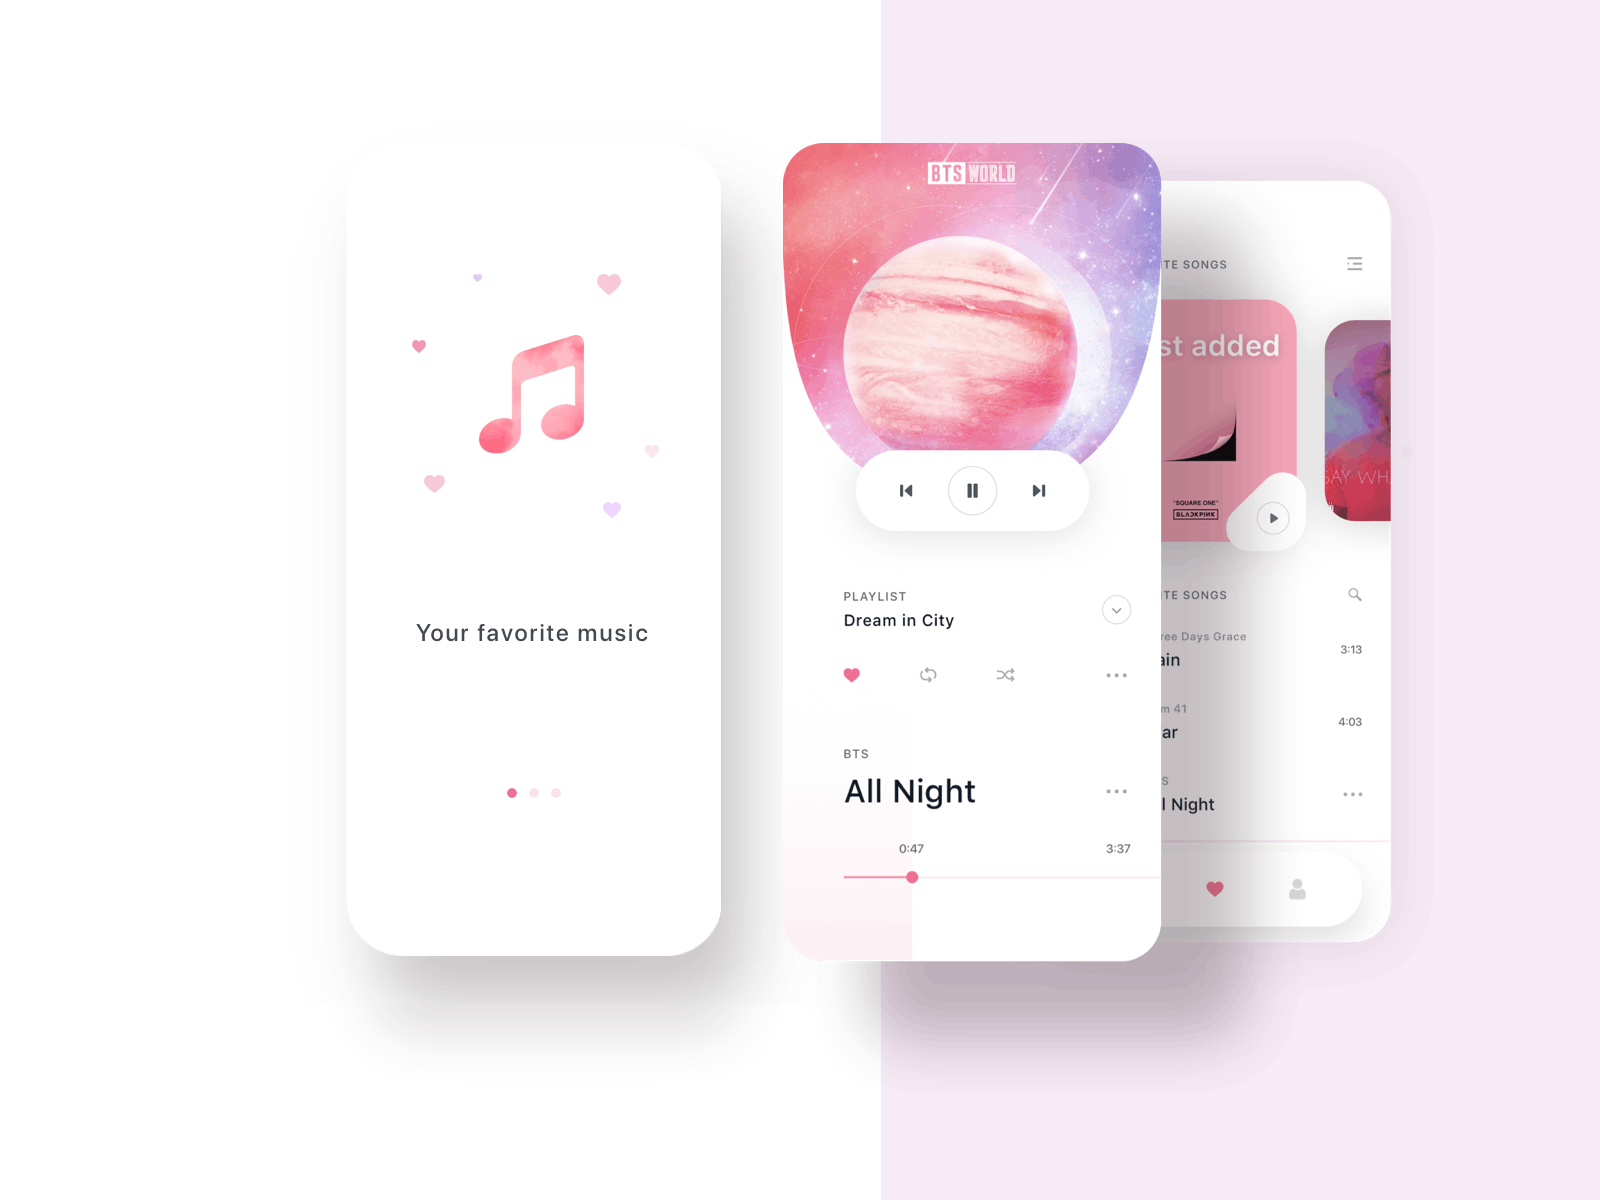 Your favorite music
BTS WORLD
PLAYLIST
Dream in City
BTS
All Night
0:47
3:37
TE SONGS
st added
"SQUARE ONE"
BLACKPINK
SAY WH
TE SONGS
ree Days Grace
ain
3:13
m 41
ar
4:03
S
l Night